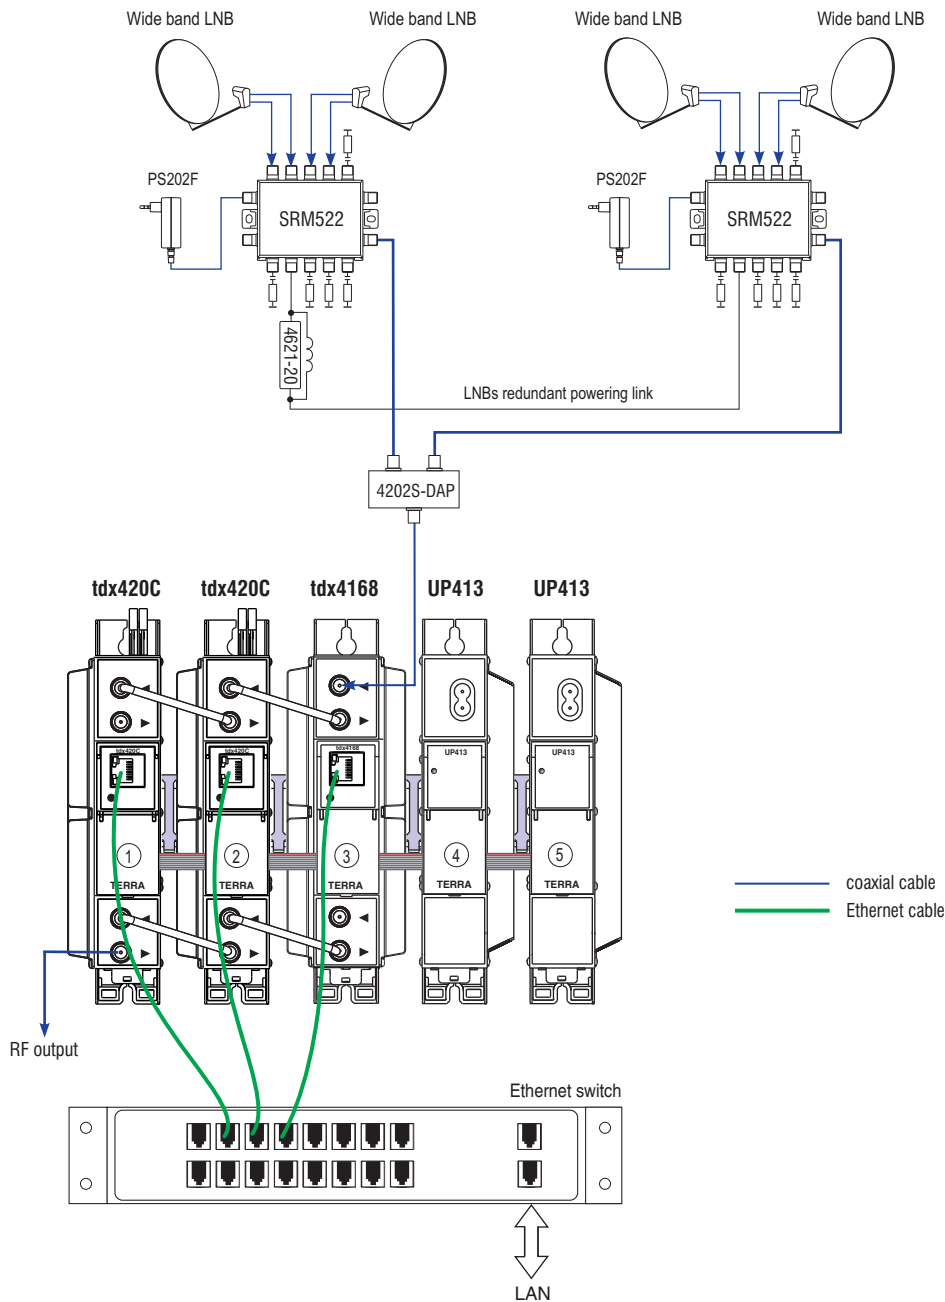 Wide band LNB
Wide band LNB
Wide band LNB
Wide band LNB
PS202F
SRM522
PS202F
SRM522
4621-20
LNBs redundant powering link
4202S-DAP
tdx420C
tdx420C
tdx4168
UP413
UP413
tdx420C
tdx420C
tdx4168
UP413
UP413
1
2
3
4
5
TERRA
TERRA
TERRA
TERRA
TERRA
coaxial cable
Ethernet cable
RF output
Ethernet switch
LAN